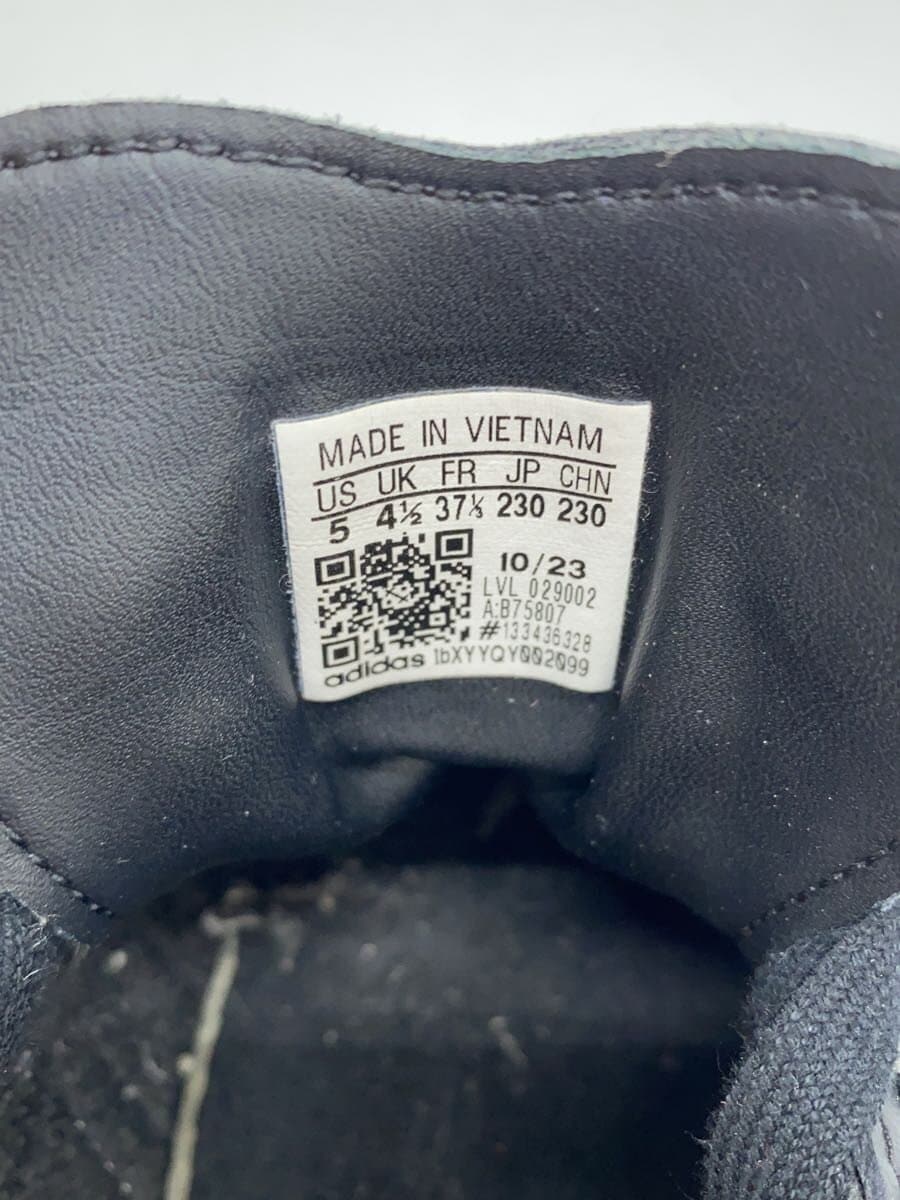 MADE IN VIETNAM
US UK FR JP CHN
5 4½ 37⅓ 230 230
10/23
LVL 029002
A:B75807
#133436328
adidas 1bXYYQY002099